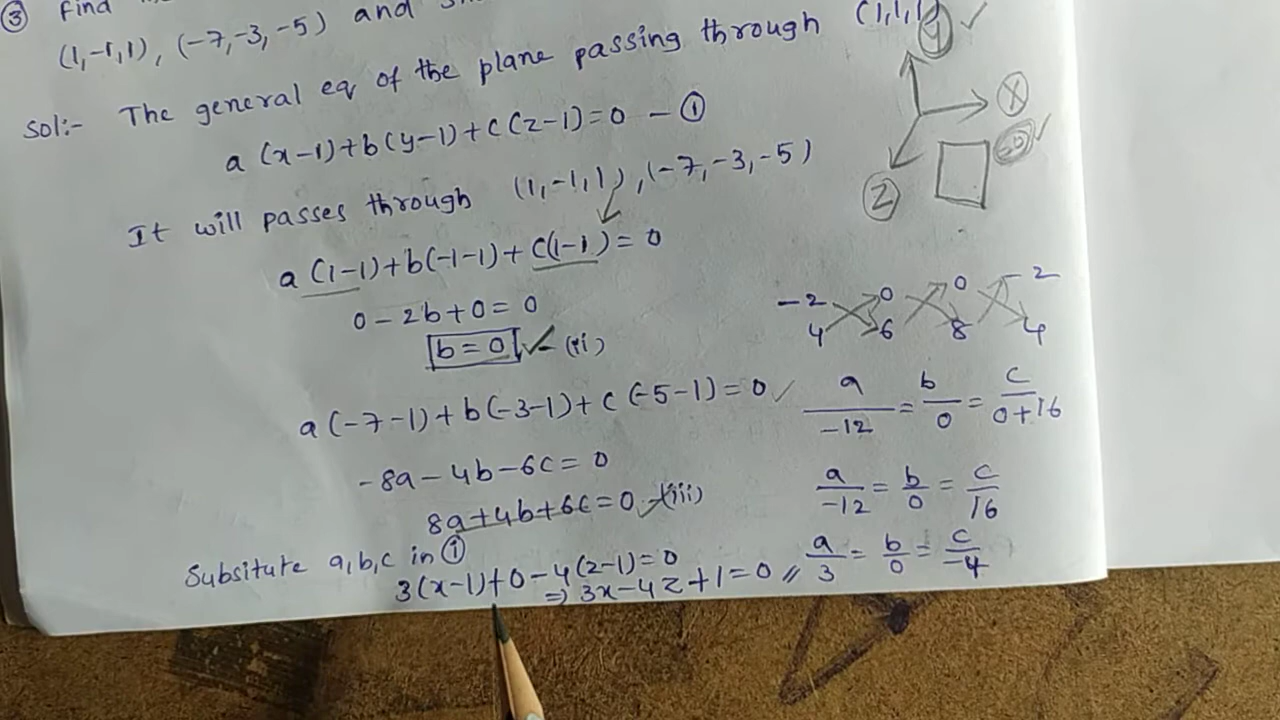 ③ Find
(1,-1,1), (-7,-3,-5) and
Sol:- The general eq of the plane passing through (1,1,1)
a (x-1)+b(y-1)+c(z-1)=0 - ①
It will passes through (1,-1,1), (-7,-3,-5)
a (1-1)+b(-1-1)+c(1-1)=0
0-2b+0=0
b=0 - (ii)
a(-7-1)+b(-3-1)+c(-5-1)=0
-8a-4b-6c=0
8a+4b+6c=0 -(iii)
Subsitute a,b,c in ①
3(x-1)+0-4(z-1)=0
⇒ 3x-4z+1=0 //
y
x
z
-2 0 0 -2
4 6 8 4
a/-12 = b/0 = c/0+16
a/-12 = b/0 = c/16
a/3 = b/0 = c/-4